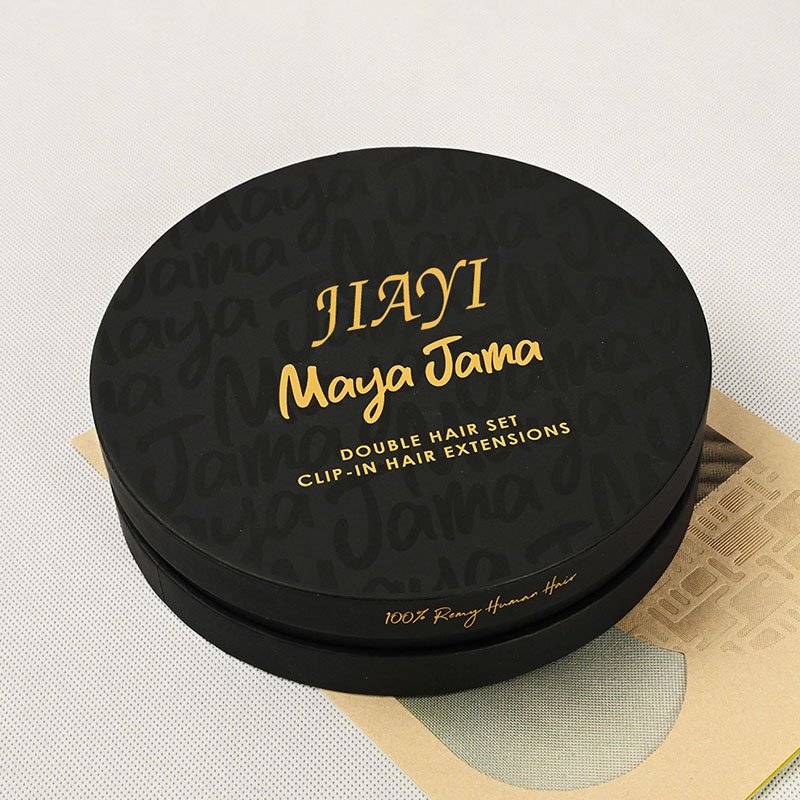 JIAYI
Maya Jama
DOUBLE HAIR SET
CLIP-IN HAIR EXTENSIONS
100% Remy Human Hair